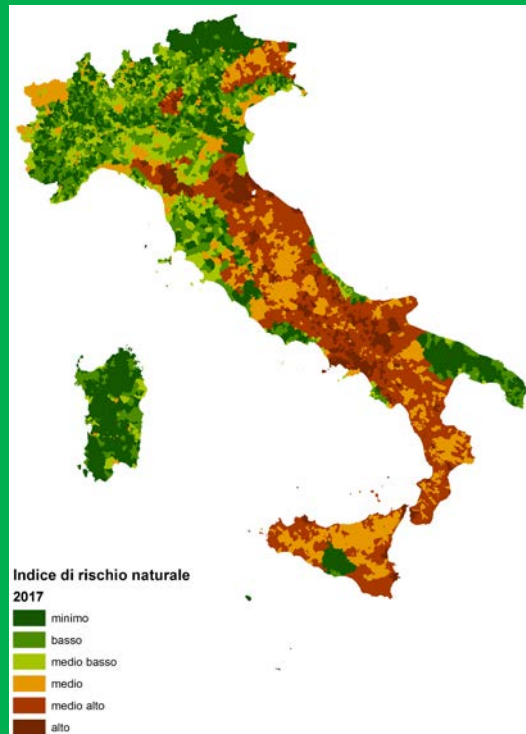 Indice di rischio naturale
2017
minimo
basso
medio basso
medio
medio alto
alto